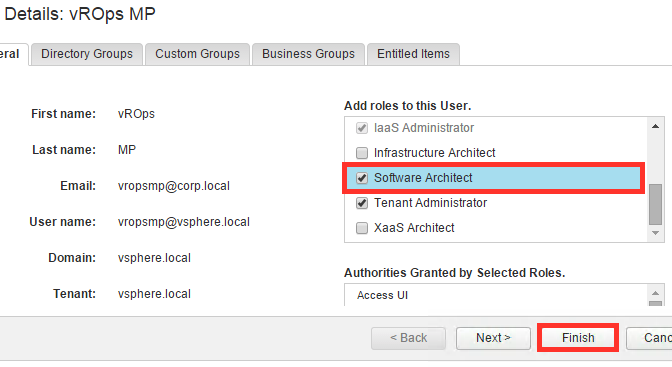 Details: vROps MP
eral
Directory Groups
Custom Groups
Business Groups
Entitled Items
First name: vROps
Last name: MP
Email: vropsmp@corp.local
User name: vropsmp@vsphere.local
Domain: vsphere.local
Tenant: vsphere.local
Add roles to this User.
IaaS Administrator
Infrastructure Architect
Software Architect
Tenant Administrator
XaaS Architect
Authorities Granted by Selected Roles.
Access UI
< Back
Next >
Finish
Canc